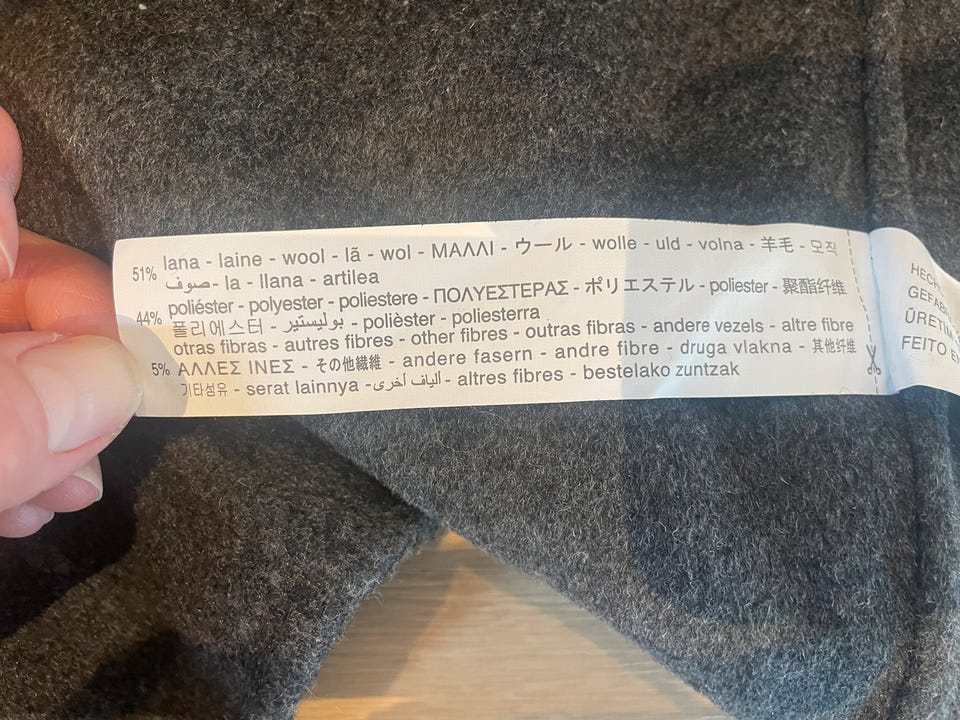 51% lana - laine - wool - lã - wol - ΜΑΛΛΙ - ウール - wolle - uld - volna - 羊毛 - 모직
صوف - la - llana - artilea
44% poliéster - polyester - poliestere - ΠΟΛΥΕΣΤΕΡΑΣ - ポリエステル - poliester - 聚酯纤维
폴리에스터 - بوليستير - polièster - poliesterra
otras fibras - autres fibres - other fibres - outras fibras - andere vezels - altre fibre
5% ΑΛΛΕΣ ΙΝΕΣ - その他繊維 - andere fasern - andre fibre - druga vlakna - 其他纤维
기타섬유 - serat lainnya - ألياف أخرى - altres fibres - bestelako zuntzak
FEITO